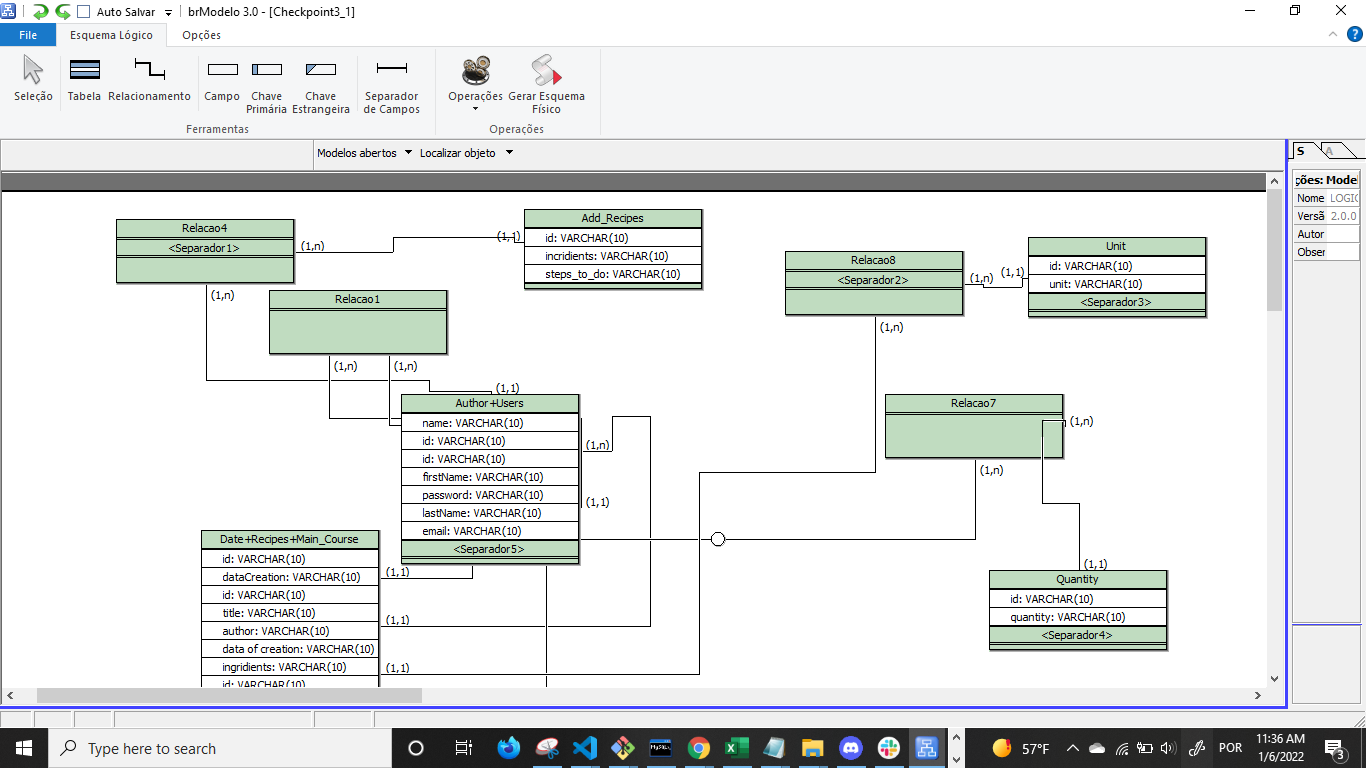 Auto Salvar
brModelo 3.0 - [Checkpoint3_1]
File
Esquema Lógico
Opções
Seleção
Tabela
Relacionamento
Campo
Chave Primária
Chave Estrangeira
Separador de Campos
Operações
Gerar Esquema Físico
Ferramentas
Operações
Modelos abertos
Localizar objeto
S
A
ções: Model
Nome LOGIC
Versã 2.0.0
Autor
Obser
Relacao4
<Separador1>
(1,n)
(1,n)
Add_Recipes
(1,1)
id: VARCHAR(10)
incridients: VARCHAR(10)
steps_to_do: VARCHAR(10)
Relacao8
<Separador2>
(1,n)
(1,n)
Unit
(1,1)
id: VARCHAR(10)
unit: VARCHAR(10)
<Separador3>
Relacao1
(1,n)
(1,n)
(1,1)
Author+Users
name: VARCHAR(10)
id: VARCHAR(10)
id: VARCHAR(10)
firstName: VARCHAR(10)
password: VARCHAR(10)
lastName: VARCHAR(10)
email: VARCHAR(10)
<Separador5>
(1,n)
(1,1)
Relacao7
(1,n)
(1,n)
Date+Recipes+Main_Course
id: VARCHAR(10)
dataCreation: VARCHAR(10)
id: VARCHAR(10)
title: VARCHAR(10)
author: VARCHAR(10)
data of creation: VARCHAR(10)
ingridients: VARCHAR(10)
id: VARCHAR(10)
(1,1)
(1,1)
(1,1)
(1,1)
Quantity
id: VARCHAR(10)
quantity: VARCHAR(10)
<Separador4>
Type here to search
MySQL
57°F
POR
11:36 AM
1/6/2022
3